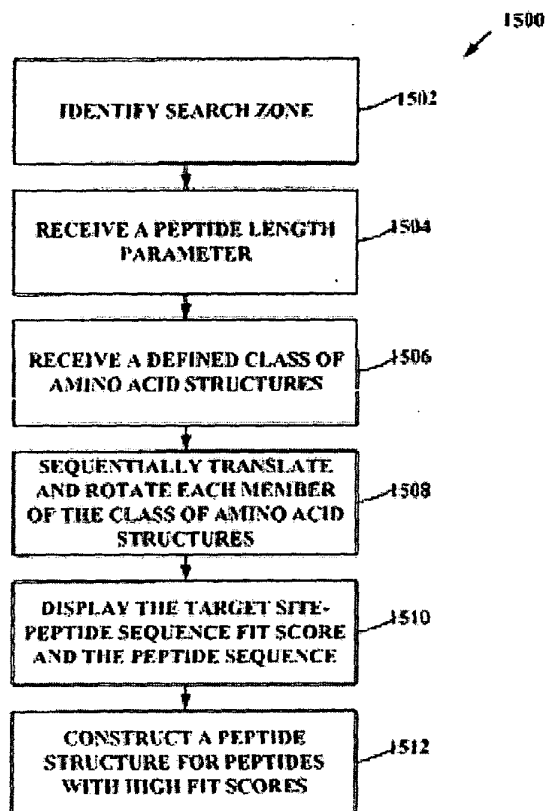 1500
IDENTIFY SEARCH ZONE
1502
RECEIVE A PEPTIDE LENGTH
PARAMETER
1504
RECEIVE A DEFINED CLASS OF
AMINO ACID STRUCTURES
1506
SEQUENTIALLY TRANSLATE
AND ROTATE EACH MEMBER
OF THE CLASS OF AMINO ACID
STRUCTURES
1508
DISPLAY THE TARGET SITE-
PEPTIDE SEQUENCE FIT SCORE
AND THE PEPTIDE SEQUENCE
1510
CONSTRUCT A PEPTIDE
STRUCTURE FOR PEPTIDES
WITH HIGH FIT SCORES
1512